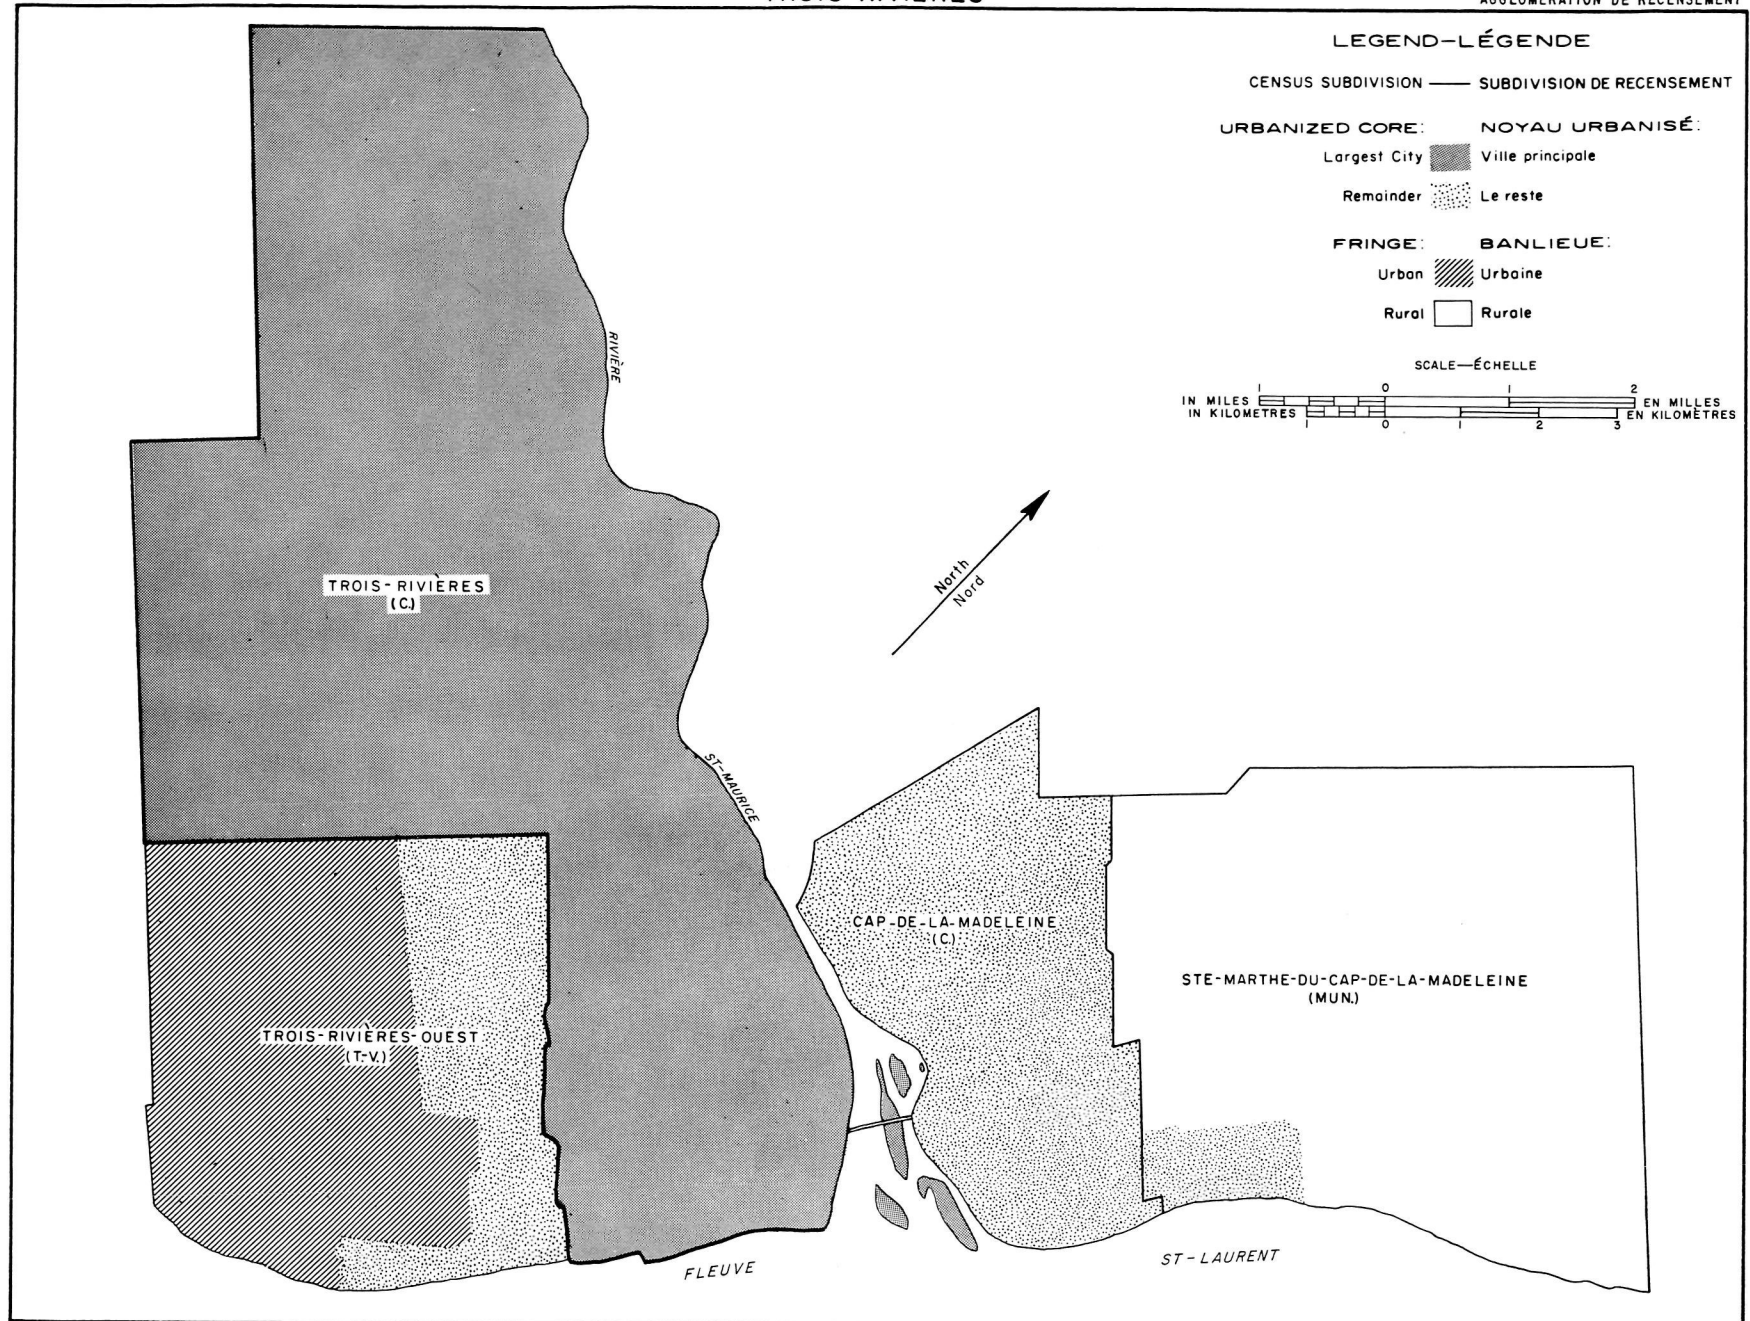 LEGEND-LÉGENDE
CENSUS SUBDIVISION SUBDIVISION DE RECENSEMENT
URBANIZED CORE: NOYAU URBANISÉ:
Largest City Ville principale
Remainder Le reste
FRINGE: BANLIEUE:
Urban Urbaine
Rural Rurale
SCALE-ÉCHELLE
1 0 1 2
IN MILES EN MILLES
IN KILOMETRES EN KILOMÈTRES
1 0 1 2 3
RIVIÈRE
North
Nord
TROIS-RIVIÈRES
(C.)
ST-MAURICE
CAP-DE-LA-MADELEINE
(C.)
STE-MARTHE-DU-CAP-DE-LA-MADELEINE
(MUN.)
TROIS-RIVIÈRES-OUEST
(T-V.)
FLEUVE
ST-LAURENT